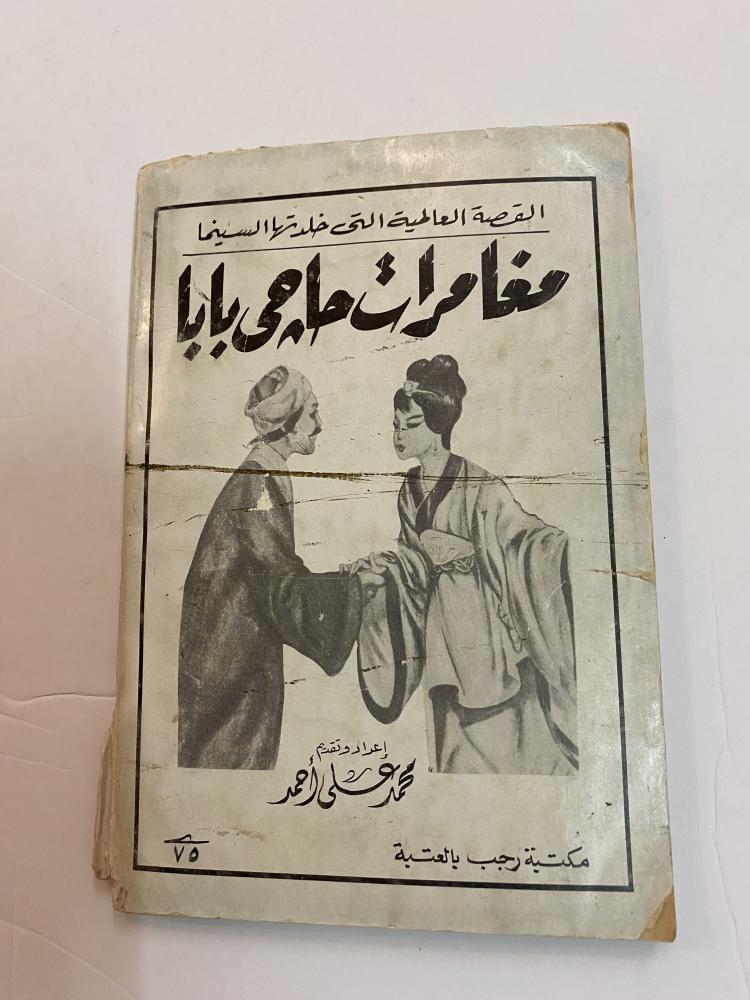 القصة العالمية التى خلدتها السينما
مغامرات حاجى بابا
إعداد وتقديم
محمد على أحمد
مكتبة رجب بالعتبة
٧٥